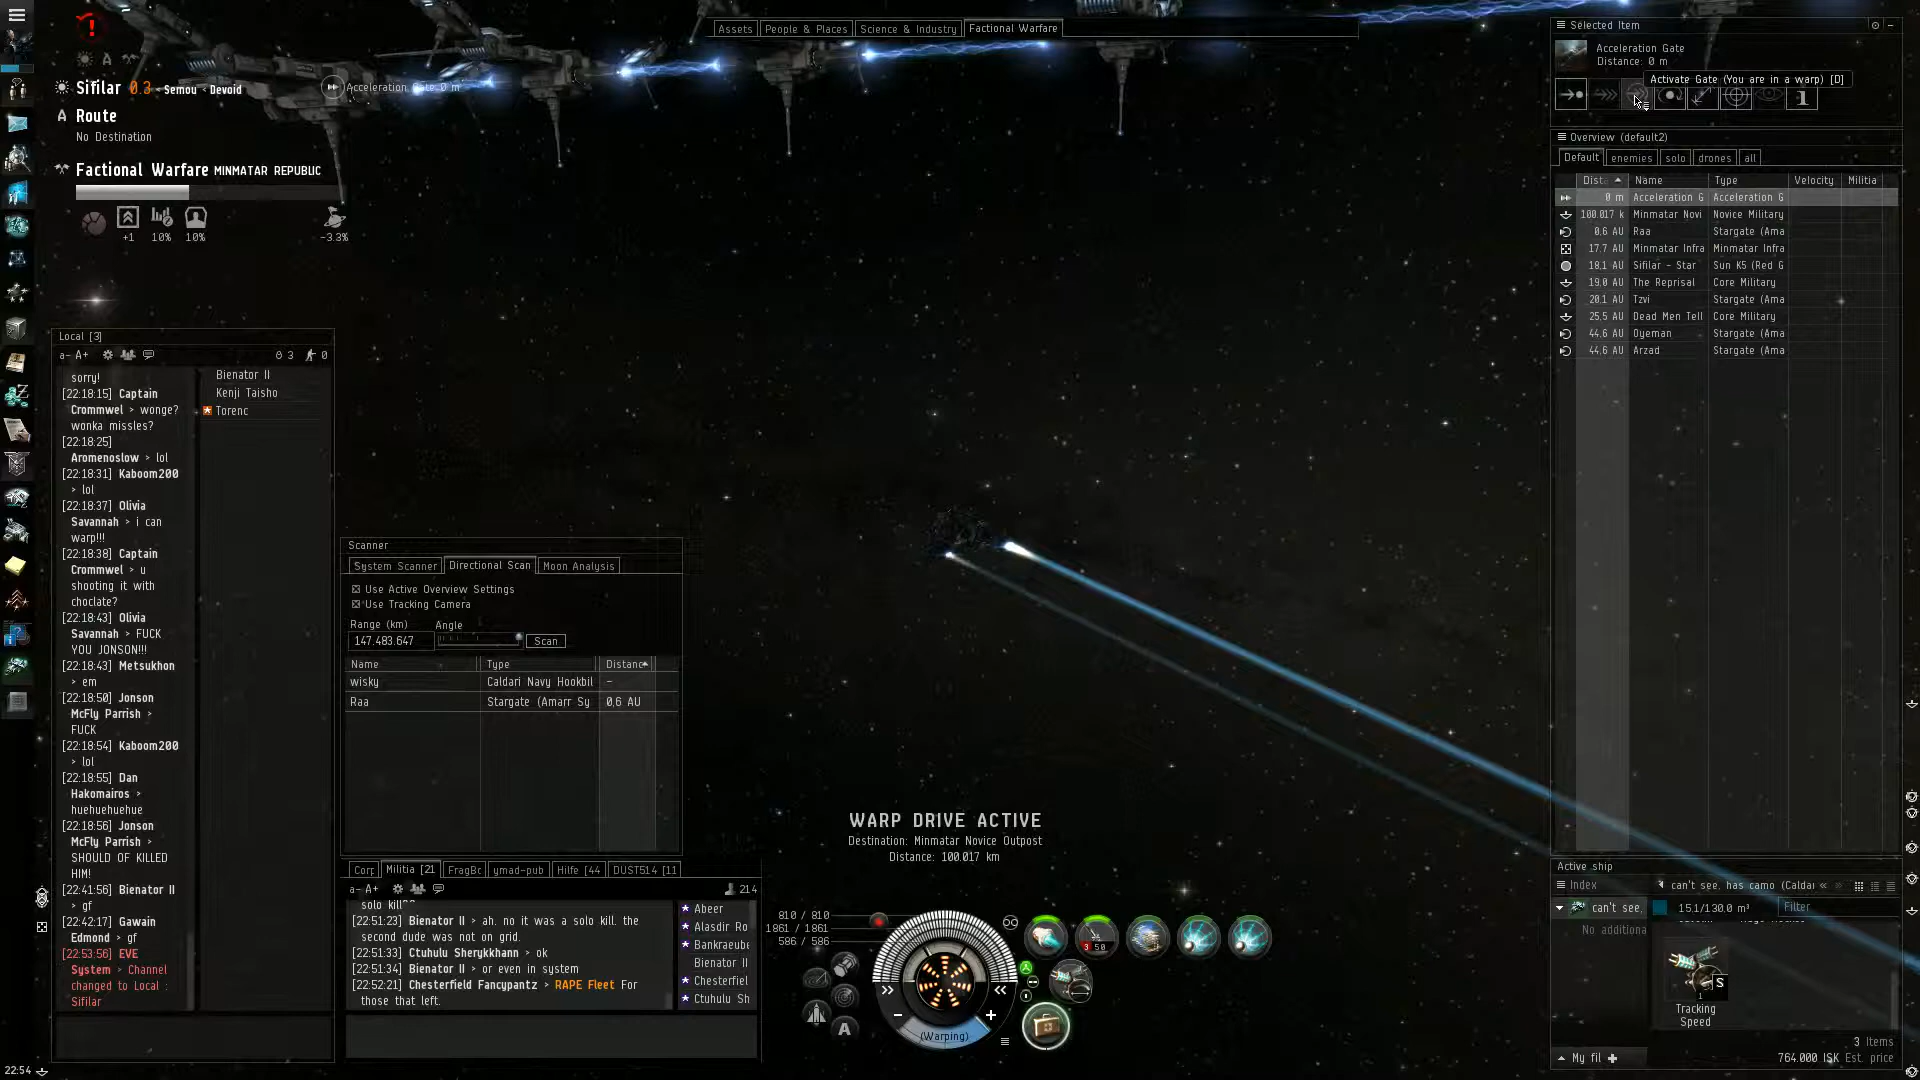 Assets
People & Places
Science & Industry
Factional Warfare
Sifilar 0.3 < Semou < Devoid
A Route
No Destination
Factional Warfare MINMATAR REPUBLIC
+1
10%
10%
-3.3%
Selected Item
Acceleration Gate
Distance: 0 m
Activate Gate (You are in a warp) [D]
Overview (default2)
Default enemies solo drones all
Name Type Velocity Militia
0 m Acceleration G Acceleration G
100.017 k Minmatar Novi Novice Military
0,6 AU Raa Stargate (Ama
17.7 AU Minmatar Infra Minmatar Infra
18,1 AU Sifilar - Star Sun K5 (Red G
19,0 AU The Reprisal Core Military
20,1 AU Tzvi Stargate (Ama
25,5 AU Dead Men Tell Core Military
44,6 AU Oyeman Stargate (Ama
44,6 AU Arzad Stargate (Ama
Local [3]
a- A+
3
0
sorry!
[22:18:15] Captain
Crommwel > wonge?
wonka missles?
[22:18:25]
Aromenoslow > lol
[22:18:31] Kaboom200
> lol
[22:18:37] Olivia
Savannah > i can
warp!!!
[22:18:38] Captain
Crommwel > u
shooting it with
choclate?
[22:18:43] Olivia
Savannah > FUCK
YOU JONSON!!!
[22:18:43] Metsukhon
> em
[22:18:50] Jonson
McFly Parrish >
FUCK
[22:18:54] Kaboom200
> lol
[22:18:55] Dan
Hakomairos >
huehuehuehue
[22:18:56] Jonson
McFly Parrish >
SHOULD OF KILLED
HIM!
[22:41:56] Bienator II
> gf
[22:42:17] Gawain
Edmond > gf
[22:53:56] EVE
System > Channel
changed to Local :
Sifilar
Bienator II
Kenji Taisho
Torenc
Scanner
System Scanner Directional Scan Moon Analysis
Use Active Overview Settings
Use Tracking Camera
Range (km) Angle
147.483.647 Scan
Name Type Distanc
wisky Caldari Navy Hookbil -
Raa Stargate (Amarr Sy 0,6 AU
WARP DRIVE ACTIVE
Destination: Minmatar Novice Outpost
Distance: 100.017 km
Militia [21 FragBc ymad-pub Hilfe [44 DUST514 [11
a- A+
214
[22:51:23] Bienator II > ah. no it was a solo kill. the
second dude was not on grid.
[22:51:33] Ctuhulu Sherykkhann > ok
[22:51:34] Bienator II > or even in system
[22:52:21] Chesterfield Fancypantz > RAPE Fleet For
those that left.
Abeer
Alasdir Ro
Bankraeube
Bienator II
Chesterfiel
Ctuhulu Sh
810 / 810
1861 / 1861
586 / 586
(Warping)
A
3 50
Active ship
Index
can't see, has camo (Caldar
can't see,
15.1/130.0 m³
Filter
No additiona
S
1
Tracking
Speed
3 Items
My fil
764.000 ISK Est. price
22:54